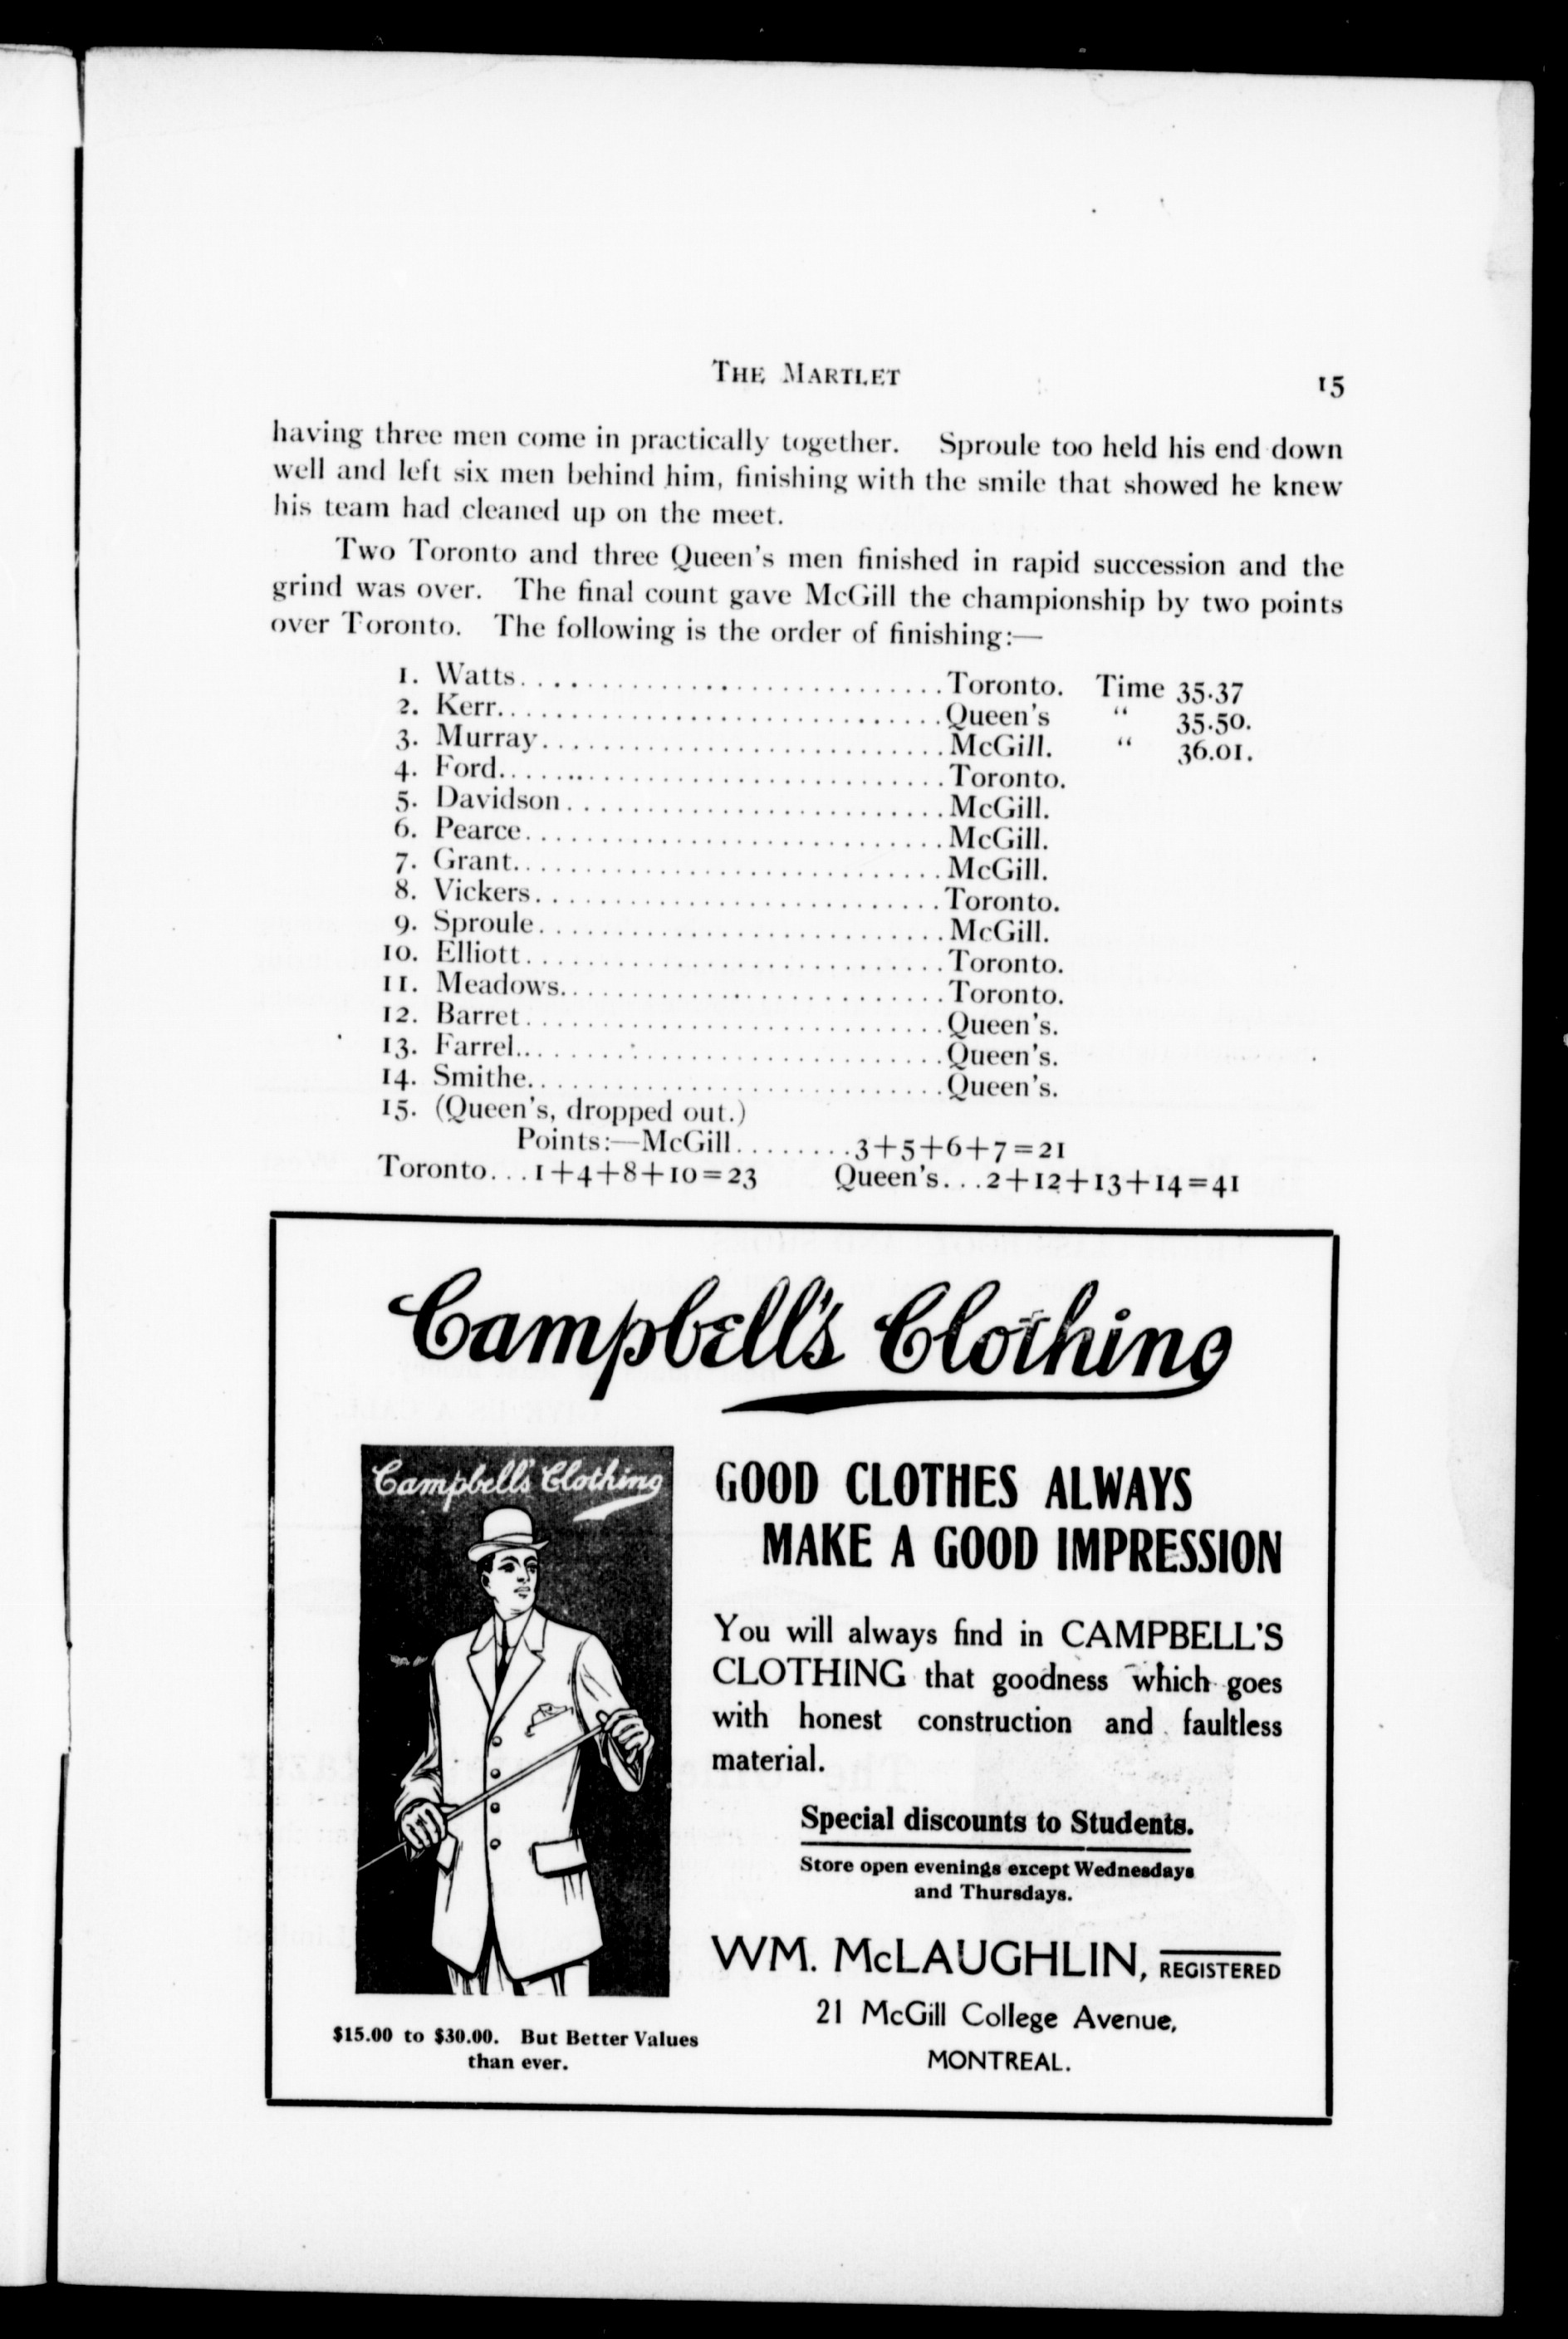 THE MARTLET
15
having three men come in practically together. Sproule too held his end down
well and left six men behind him, finishing with the smile that showed he knew
his team had cleaned up on the meet.
Two Toronto and three Queen's men finished in rapid succession and the
grind was over. The final count gave McGill the championship by two points
over Toronto. The following is the order of finishing:—
1. Watts..............................Toronto. Time 35.37
2. Kerr..............................Queen's “ 35.50.
3. Murray............................McGill. “ 36.01.
4. Ford..............................Toronto.
5. Davidson..........................McGill.
6. Pearce............................McGill.
7. Grant.............................McGill.
8. Vickers...........................Toronto.
9. Sproule...........................McGill.
10. Elliott............................Toronto.
11. Meadows..........................Toronto.
12. Barret............................Queen's.
13. Farrel............................Queen's.
14. Smithe............................Queen's.
15. (Queen's, dropped out.)
Points:—McGill.........3+5+6+7=21
Toronto...1+4+8+10=23 Queen's...2+12+13+14=41
Campbell's Clothing
Campbell's Clothing
GOOD CLOTHES ALWAYS
MAKE A GOOD IMPRESSION
You will always find in CAMPBELL'S
CLOTHING that goodness which goes
with honest construction and faultless
material.
Special discounts to Students.
Store open evenings except Wednesdays
and Thursdays.
WM. McLAUGHLIN, REGISTERED
21 McGill College Avenue,
MONTREAL.
$15.00 to $30.00. But Better Values
than ever.